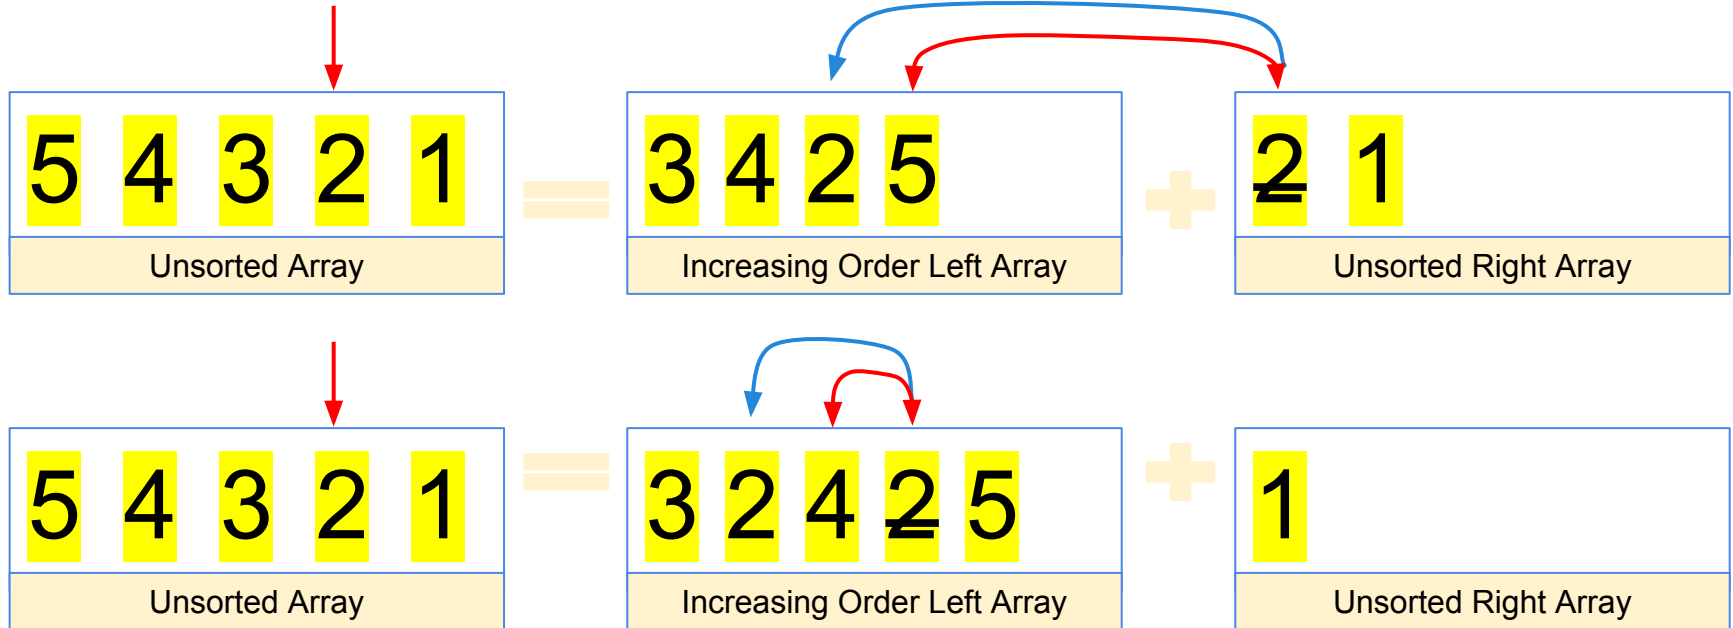 5 4 3 2 1 = 3 4 2 5 + 2 1
Unsorted Array Increasing Order Left Array Unsorted Right Array
5 4 3 2 1 = 3 2 4 2 5 + 1
Unsorted Array Increasing Order Left Array Unsorted Right Array